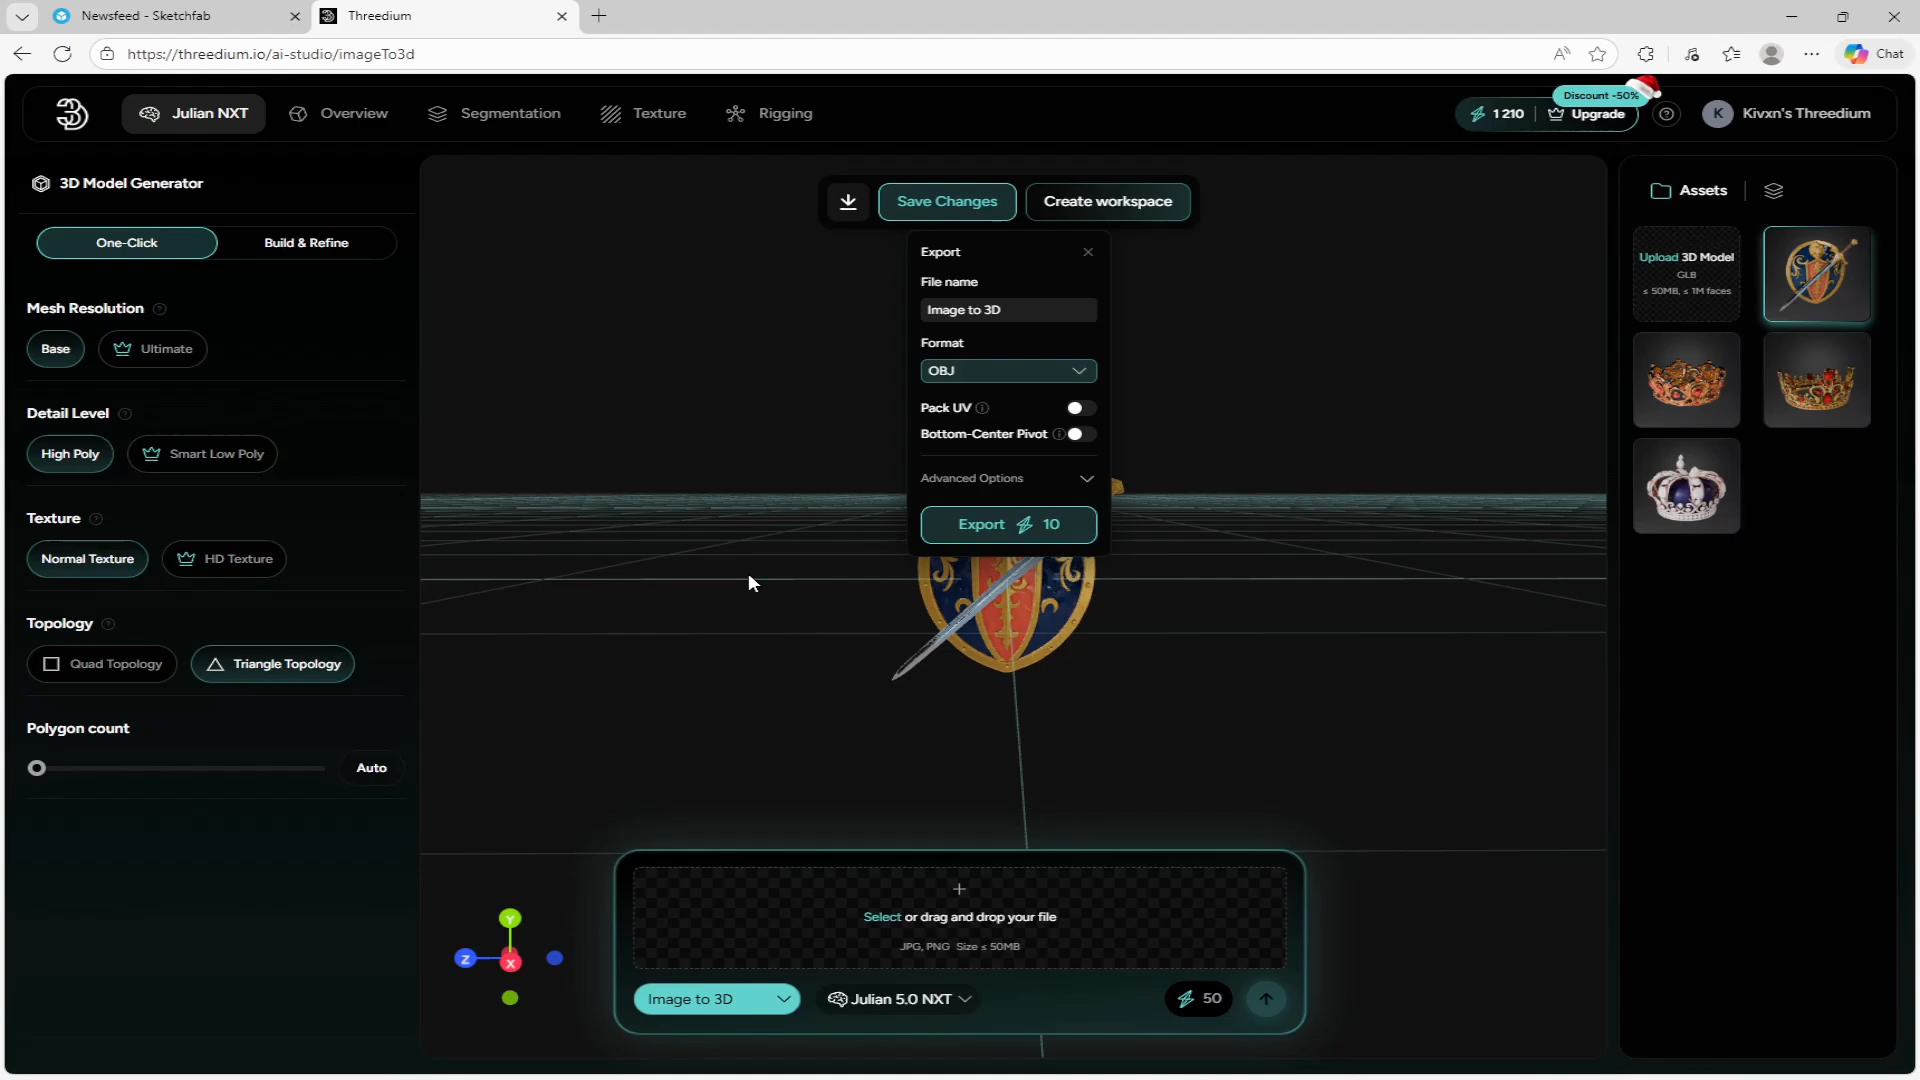 Newsfeed - Sketchfab
Threedium
https://threedium.io/ai-studio/imageTo3d
Chat
Julian NXT
Overview
Segmentation
Texture
Rigging
Discount -50%
1 210
Upgrade
K
Kivxn's Threedium
3D Model Generator
One-Click
Build & Refine
Mesh Resolution
Base
Ultimate
Detail Level
High Poly
Smart Low Poly
Texture
Normal Texture
HD Texture
Topology
Quad Topology
Triangle Topology
Polygon count
Auto
Save Changes
Create workspace
Export
File name
Image to 3D
Format
OBJ
Pack UV
Bottom-Center Pivot
Advanced Options
Export 10
Y
Z
X
Select or drag and drop your file
JPG, PNG Size ≤ 50MB
Image to 3D
Julian 5.0 NXT
50
Assets
Upload 3D Model
GLB
≤ 50MB, ≤ 1M faces